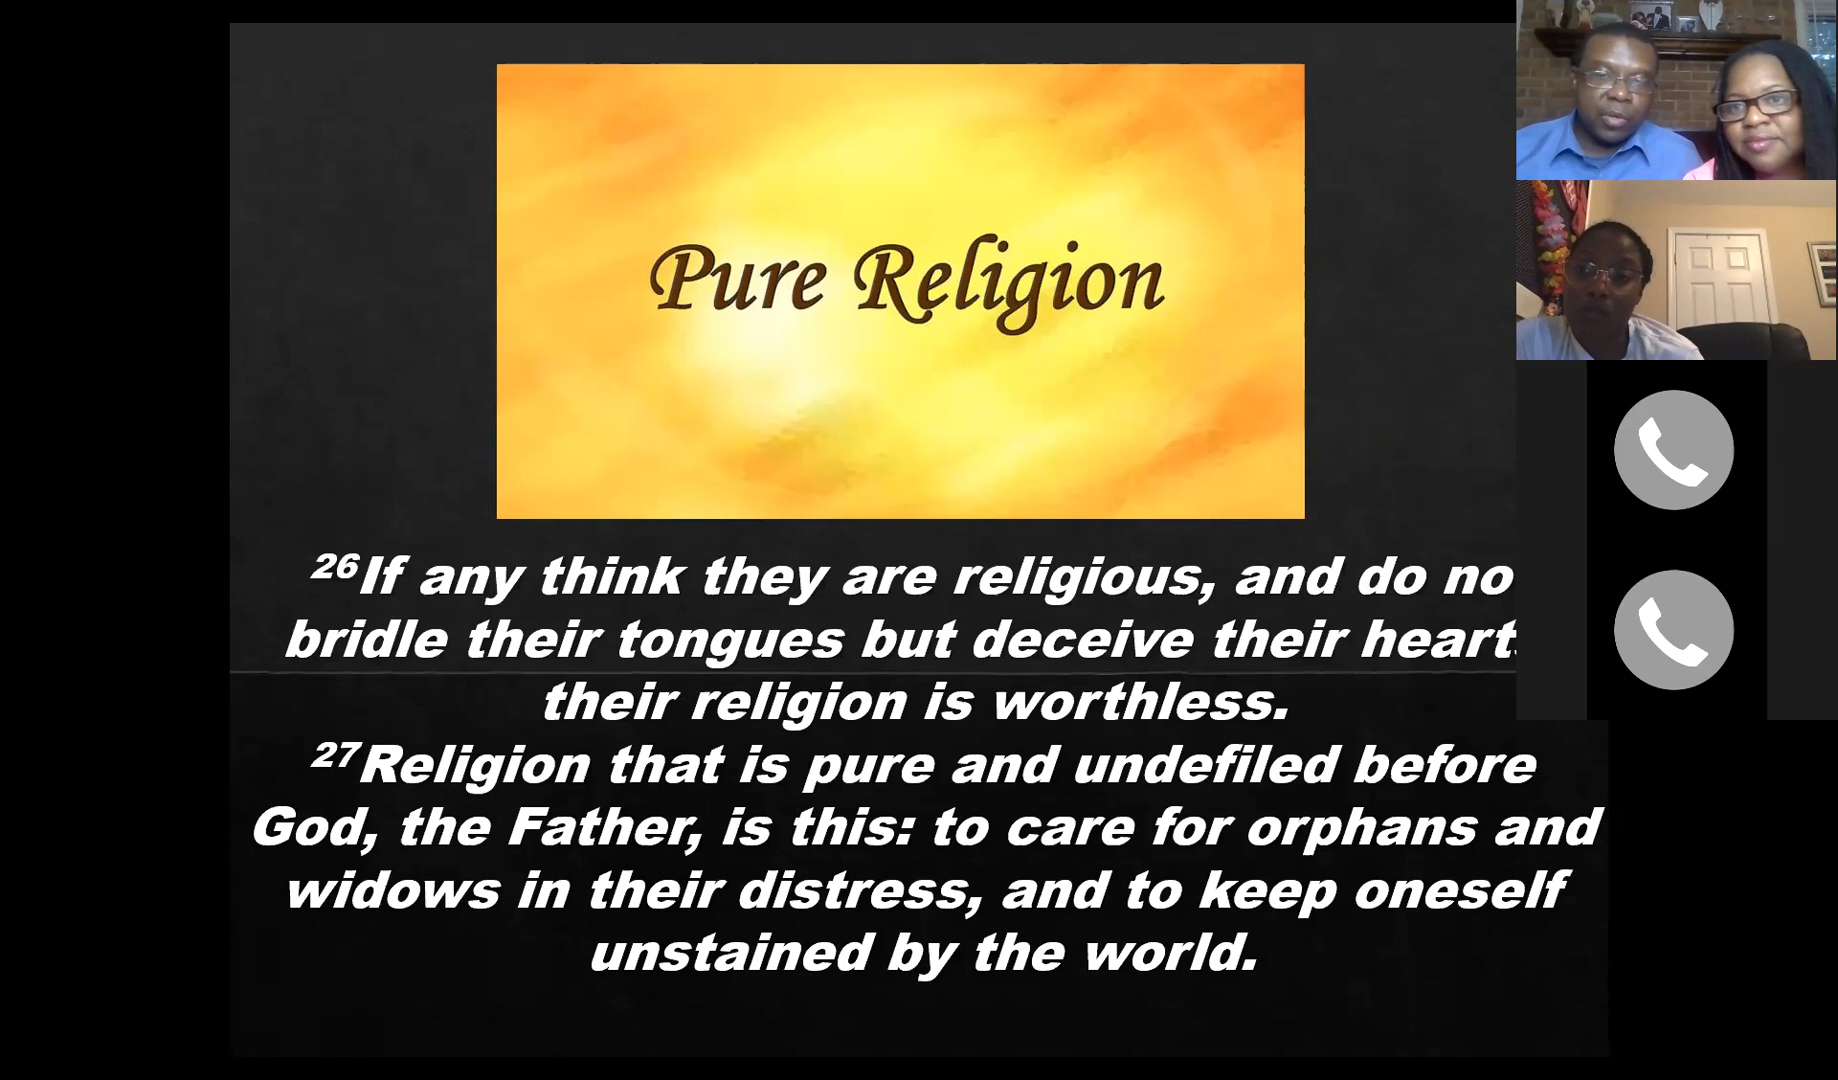 Pure Religion
26If any think they are religious, and do no
bridle their tongues but deceive their heart
their religion is worthless.
27Religion that is pure and undefiled before
God, the Father, is this: to care for orphans and
widows in their distress, and to keep oneself
unstained by the world.